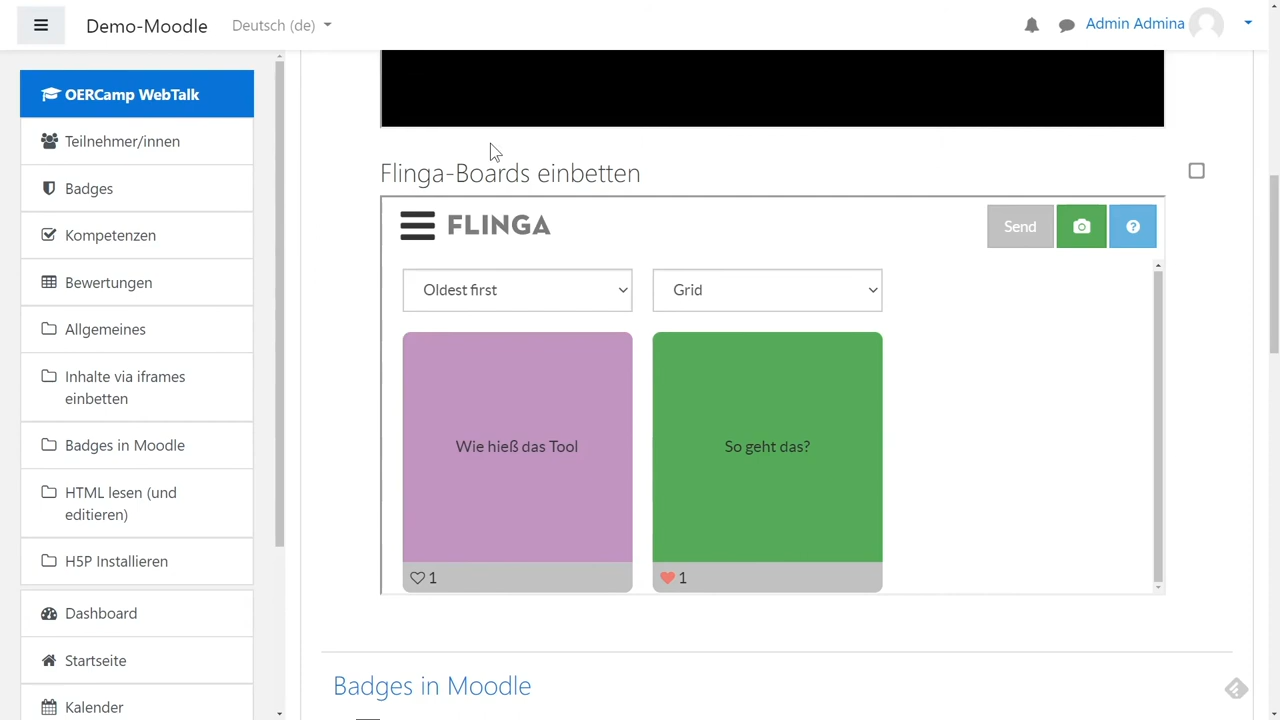 Demo-Moodle
Deutsch (de)
Admin Admina
OERCamp WebTalk
Teilnehmer/innen
Badges
Kompetenzen
Bewertungen
Allgemeines
Inhalte via iframes
einbetten
Badges in Moodle
HTML lesen (und
editieren)
H5P Installieren
Dashboard
Startseite
Kalender
Flinga-Boards einbetten
FLINGA
Send
?
Oldest first
Grid
Wie hieß das Tool
So geht das?
1
1
Badges in Moodle